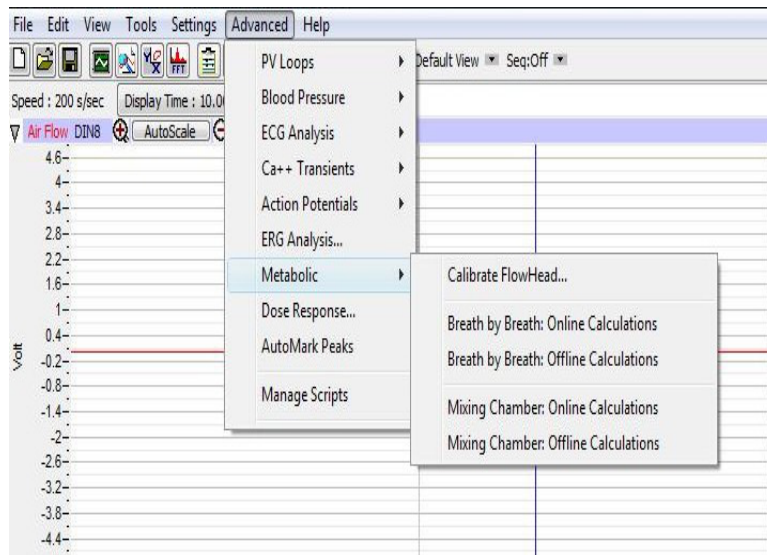 File Edit View Tools Settings Advanced Help
FFT
Default View Seq:Off
Speed : 200 s/sec Display Time : 10.0
Air Flow DIN8 AutoScale
PV Loops
Blood Pressure
ECG Analysis
Ca++ Transients
Action Potentials
ERG Analysis...
Metabolic
Dose Response...
AutoMark Peaks
Manage Scripts
Calibrate FlowHead...
Breath by Breath: Online Calculations
Breath by Breath: Offline Calculations
Mixing Chamber: Online Calculations
Mixing Chamber: Offline Calculations
Volt
4.6
4
3.4
2.8
2.2
1.6
1
0.4
-0.2
-0.8
-1.4
-2
-2.6
-3.2
-3.8
-4.4